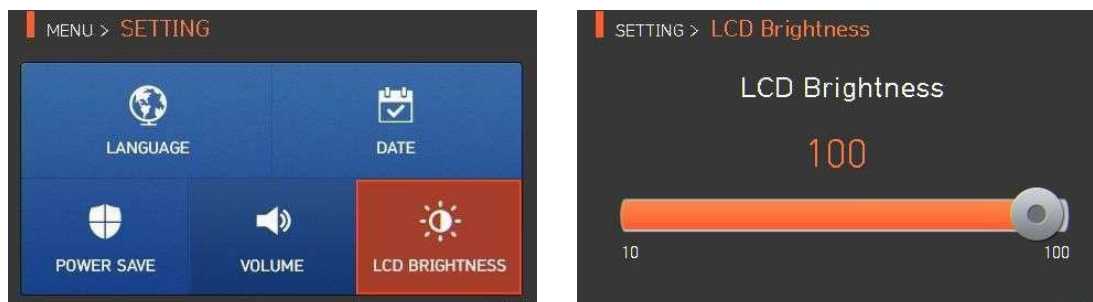 MENU > SETTING
LANGUAGE
DATE
POWER SAVE
VOLUME
LCD BRIGHTNESS
SETTING > LCD Brightness
LCD Brightness
100
10
100